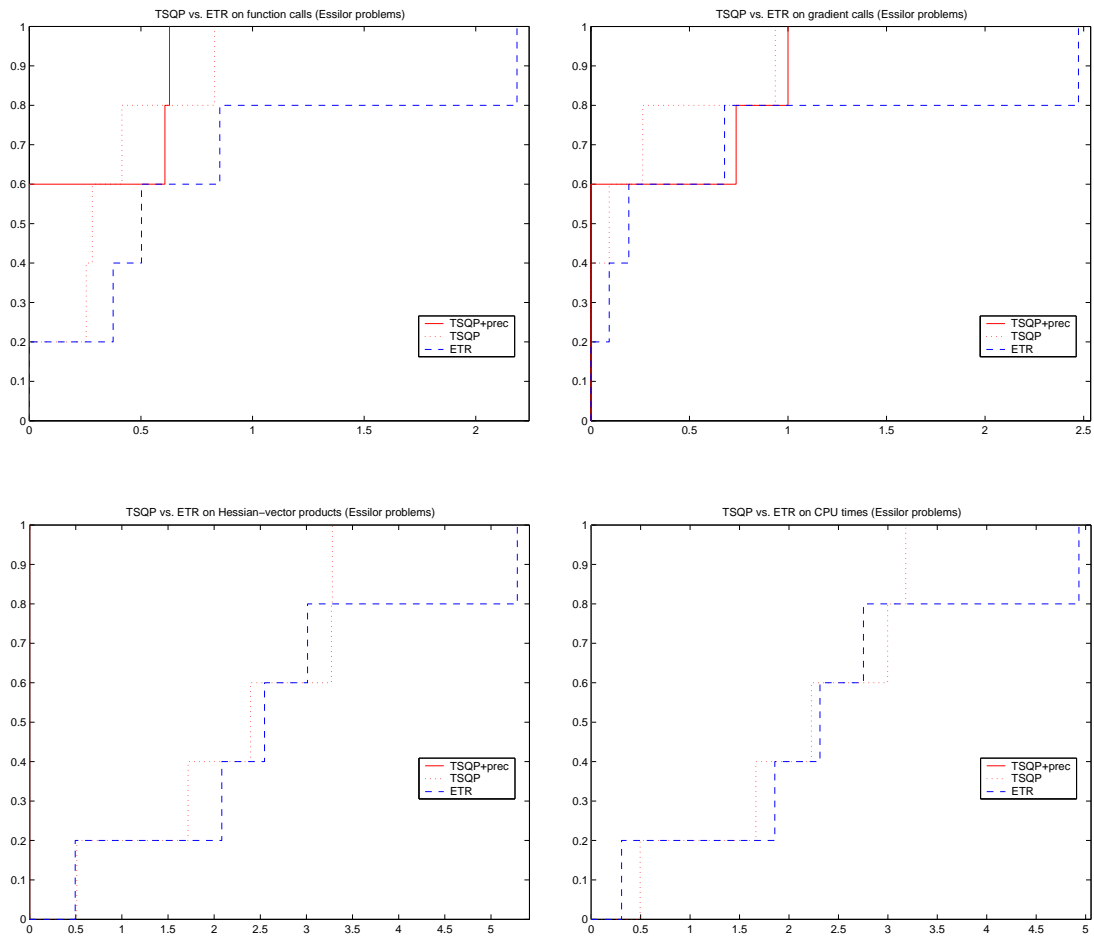 TSQP vs. ETR on function calls (Essilor problems)
1
0.9
0.8
0.7
0.6
0.5
0.4
0.3
0.2
0.1
0
0 0.5 1 1.5 2
TSQP+prec
TSQP
ETR
TSQP vs. ETR on gradient calls (Essilor problems)
1
0.9
0.8
0.7
0.6
0.5
0.4
0.3
0.2
0.1
0
0 0.5 1 1.5 2 2.5
TSQP+prec
TSQP
ETR
TSQP vs. ETR on Hessian−vector products (Essilor problems)
1
0.9
0.8
0.7
0.6
0.5
0.4
0.3
0.2
0.1
0
0 0.5 1 1.5 2 2.5 3 3.5 4 4.5 5
TSQP+prec
TSQP
ETR
TSQP vs. ETR on CPU times (Essilor problems)
1
0.9
0.8
0.7
0.6
0.5
0.4
0.3
0.2
0.1
0
0 0.5 1 1.5 2 2.5 3 3.5 4 4.5 5
TSQP+prec
TSQP
ETR